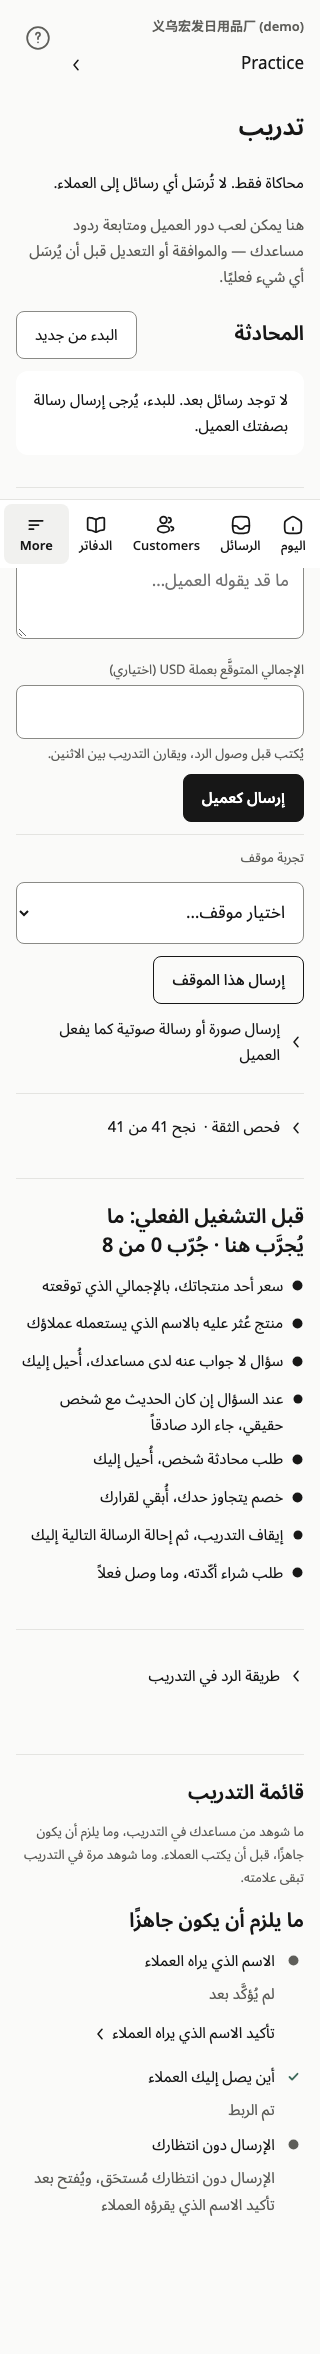 义乌宏发日用品厂 (demo)
Practice
تدريب
محاكاة فقط. لا تُرسَل أي رسائل إلى العملاء.
هنا يمكن لعب دور العميل ومتابعة ردود
مساعدك — والموافقة أو التعديل قبل أن يُرسَل
أي شيء فعليًا.
المحادثة
البدء من جديد
لا توجد رسائل بعد. للبدء، يُرجى إرسال رسالة
بصفتك العميل.
اليوم
الرسائل
Customers
الدفاتر
More
ما قد يقوله العميل...
الإجمالي المتوقَّع بعملة USD (اختياري)
يُكتب قبل وصول الرد، ويقارن التدريب بين الاثنين.
إرسال كعميل
تجربة موقف
اختيار موقف...
إرسال هذا الموقف
إرسال صورة أو رسالة صوتية كما يفعل
العميل
فحص الثقة · نجح 41 من 41
قبل التشغيل الفعلي: ما
يُجرَّب هنا · جُرّب 0 من 8
سعر أحد منتجاتك، بالإجمالي الذي توقعته
منتج عُثر عليه بالاسم الذي يستعمله عملاؤك
سؤال لا جواب عنه لدى مساعدك، أُحيل إليك
عند السؤال إن كان الحديث مع شخص
حقيقي، جاء الرد صادقاً
طلب محادثة شخص، أُحيل إليك
خصم يتجاوز حدك، أُبقي لقرارك
إيقاف التدريب، ثم إحالة الرسالة التالية إليك
طلب شراء أكّدته، وما وصل فعلاً
طريقة الرد في التدريب
قائمة التدريب
ما شوهد من مساعدك في التدريب، وما يلزم أن يكون
جاهزًا، قبل أن يكتب العملاء. وما شوهد مرة في التدريب
تبقى علامته.
ما يلزم أن يكون جاهزًا
الاسم الذي يراه العملاء
لم يُؤكَّد بعد
تأكيد الاسم الذي يراه العملاء
أين يصل إليك العملاء
تم الربط
الإرسال دون انتظارك
الإرسال دون انتظارك مُستحَق، ويُفتح بعد
تأكيد الاسم الذي يقرؤه العملاء